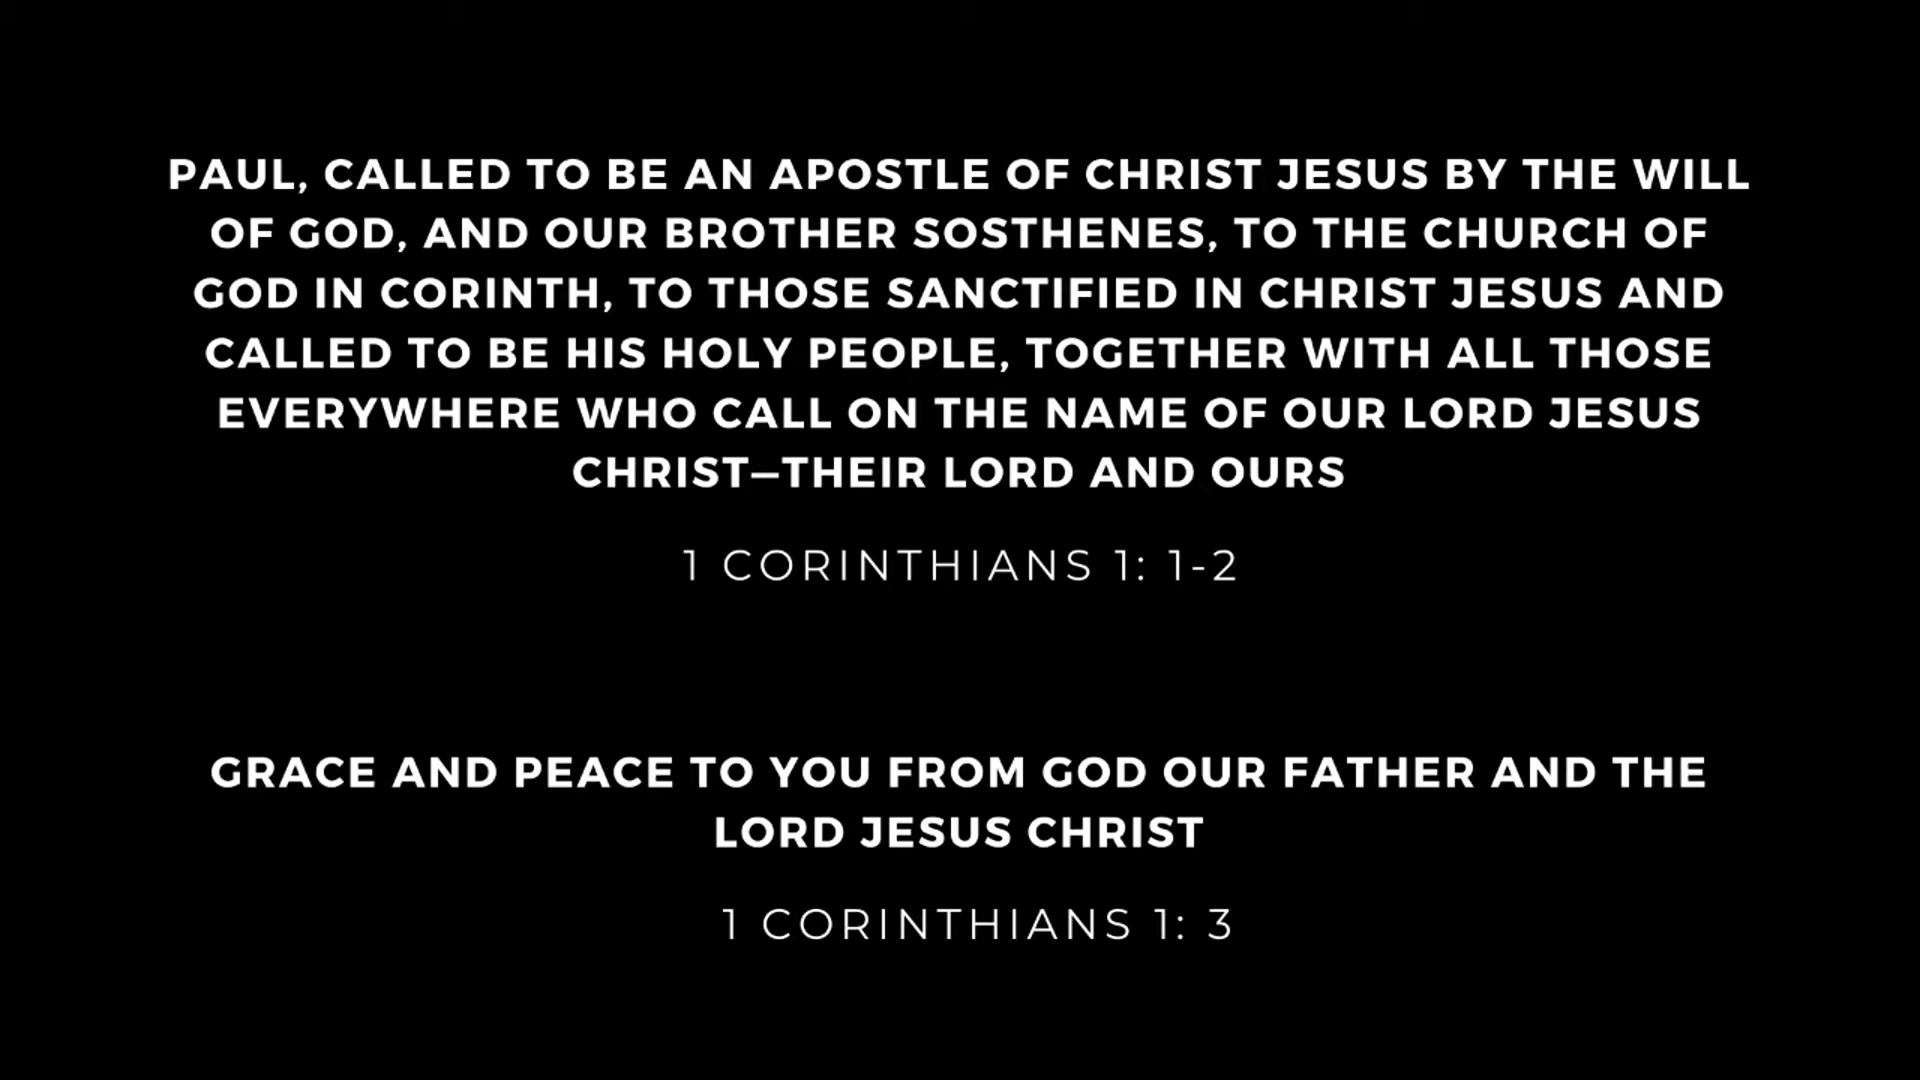 PAUL, CALLED TO BE AN APOSTLE OF CHRIST JESUS BY THE WILL
OF GOD, AND OUR BROTHER SOSTHENES, TO THE CHURCH OF
GOD IN CORINTH, TO THOSE SANCTIFIED IN CHRIST JESUS AND
CALLED TO BE HIS HOLY PEOPLE, TOGETHER WITH ALL THOSE
EVERYWHERE WHO CALL ON THE NAME OF OUR LORD JESUS
CHRIST—THEIR LORD AND OURS
1 CORINTHIANS 1: 1-2
GRACE AND PEACE TO YOU FROM GOD OUR FATHER AND THE
LORD JESUS CHRIST
1 CORINTHIANS 1: 3